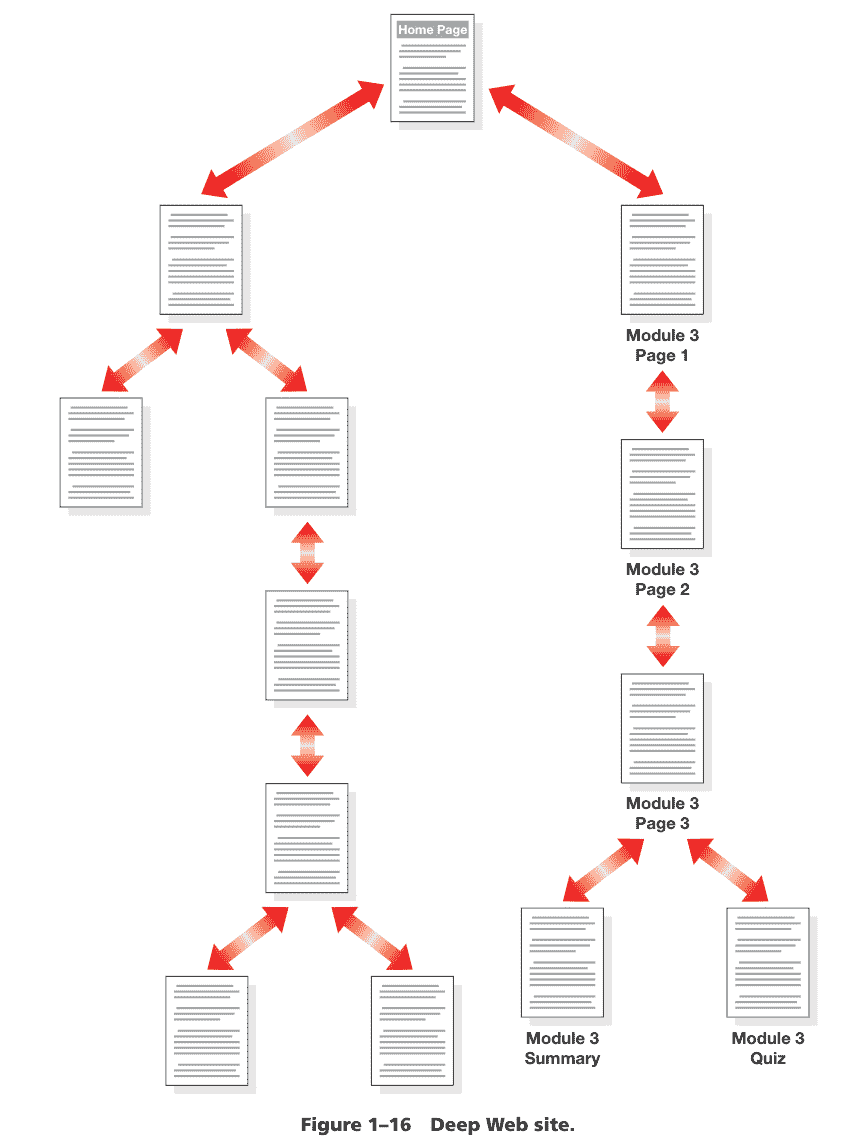 Home Page
Module 3
Page 1
Module 3
Page 2
Module 3
Page 3
Module 3
Summary
Module 3
Quiz
Figure 1–16 Deep Web site.